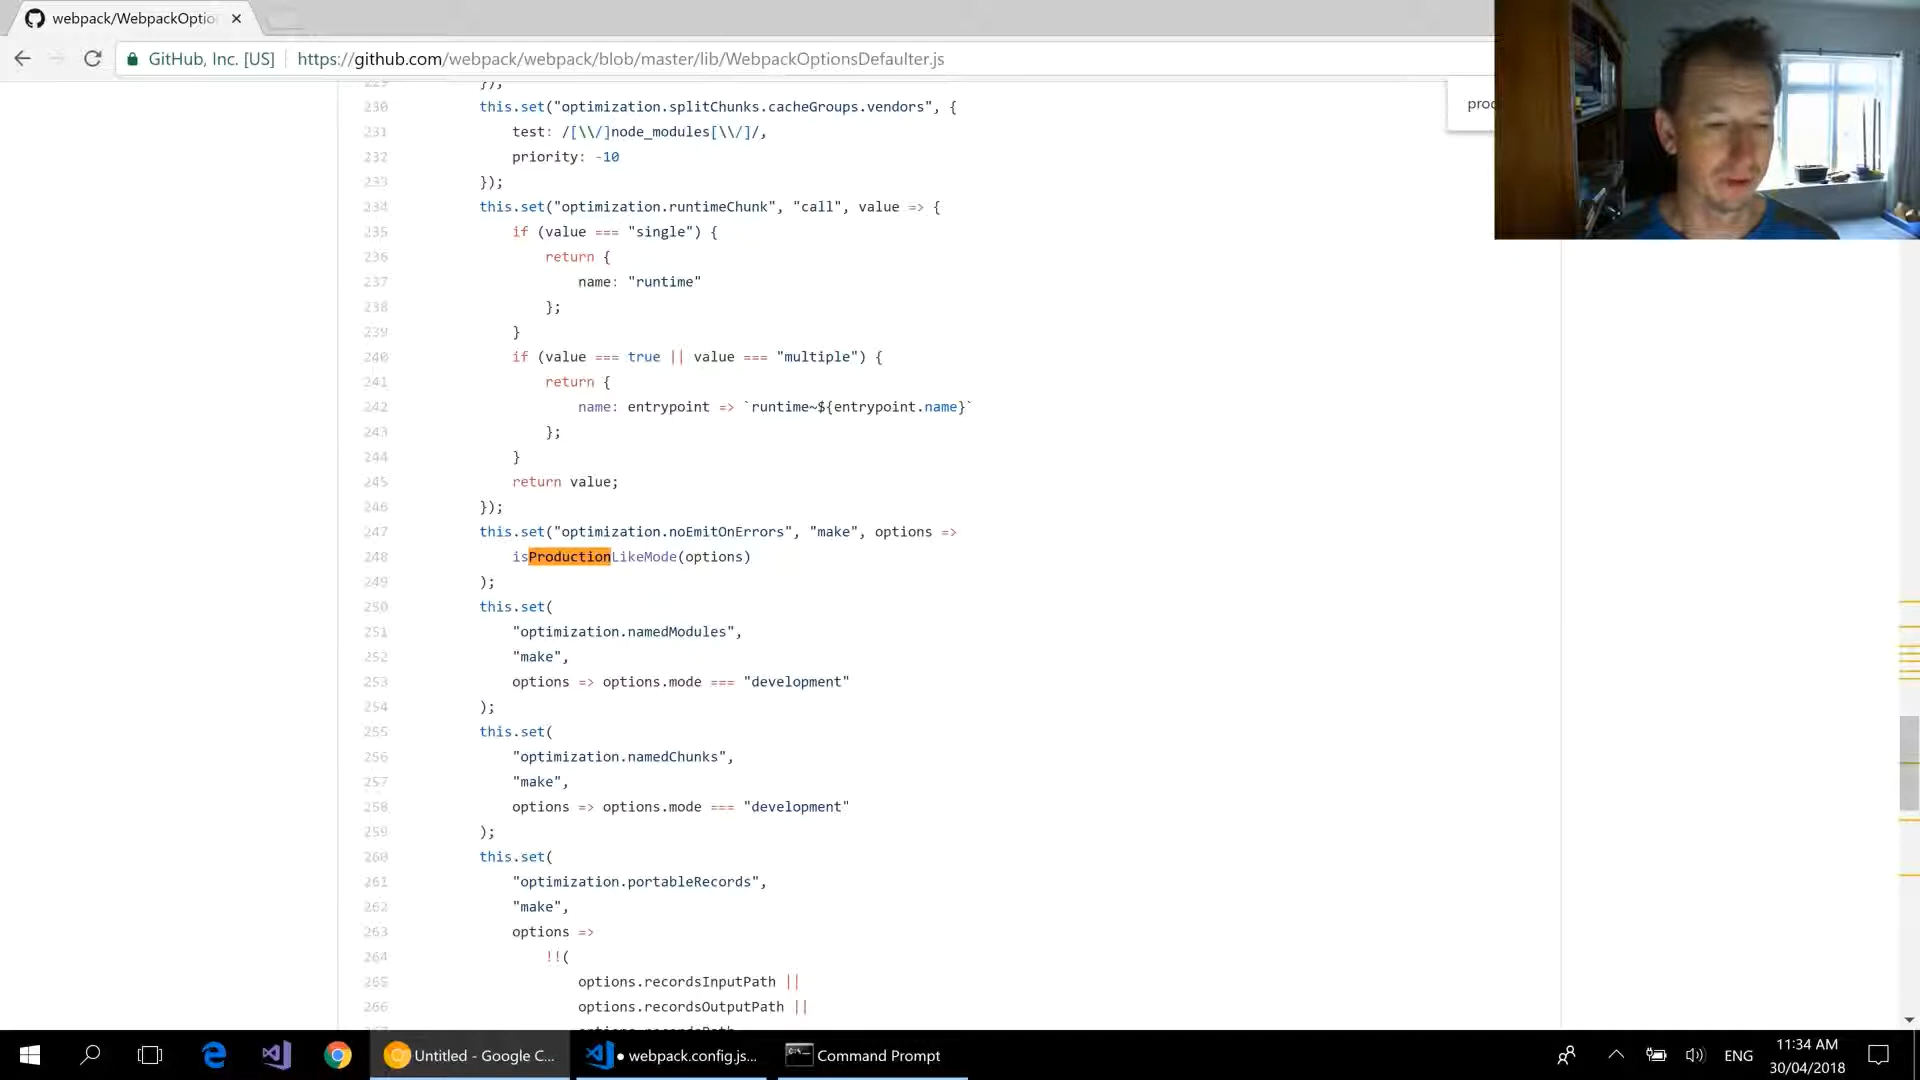 webpack/WebpackOptio
GitHub, Inc. [US] https://github.com/webpack/webpack/blob/master/lib/WebpackOptionsDefaulter.js
229 });
230 this.set("optimization.splitChunks.cacheGroups.vendors", {
231 test: /[\\/]node_modules[\\/]/,
232 priority: -10
233 });
234 this.set("optimization.runtimeChunk", "call", value => {
235 if (value === "single") {
236 return {
237 name: "runtime"
238 };
239 }
240 if (value === true || value === "multiple") {
241 return {
242 name: entrypoint => `runtime~${entrypoint.name}`
243 };
244 }
245 return value;
246 });
247 this.set("optimization.noEmitOnErrors", "make", options =>
248 isProductionLikeMode(options)
249 );
250 this.set(
251 "optimization.namedModules",
252 "make",
253 options => options.mode === "development"
254 );
255 this.set(
256 "optimization.namedChunks",
257 "make",
258 options => options.mode === "development"
259 );
260 this.set(
261 "optimization.portableRecords",
262 "make",
263 options =>
264 !!(
265 options.recordsInputPath ||
266 options.recordsOutputPath ||
267 options.recordsPath
Untitled - Google C...
● webpack.config.js...
Command Prompt
ENG
11:34 AM
30/04/2018